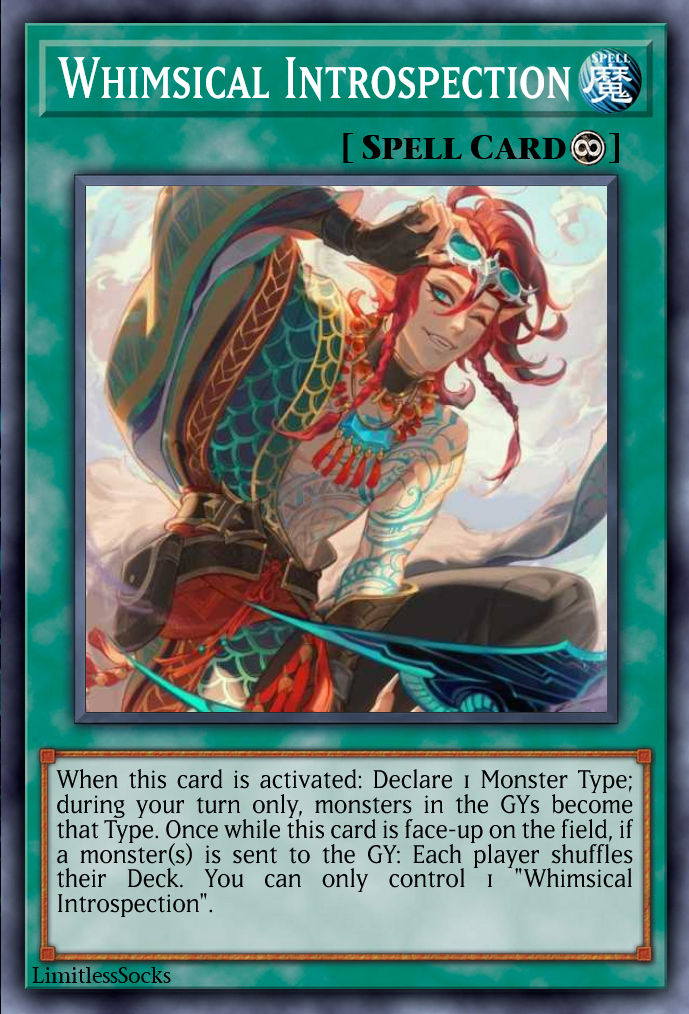 Whimsical Introspection
SPELL
魔
[ Spell Card ∞ ]
When this card is activated: Declare 1 Monster Type;
during your turn only, monsters in the GYs become
that Type. Once while this card is face-up on the field, if
a monster(s) is sent to the GY: Each player shuffles
their Deck. You can only control 1 "Whimsical
Introspection".
LimitlessSocks